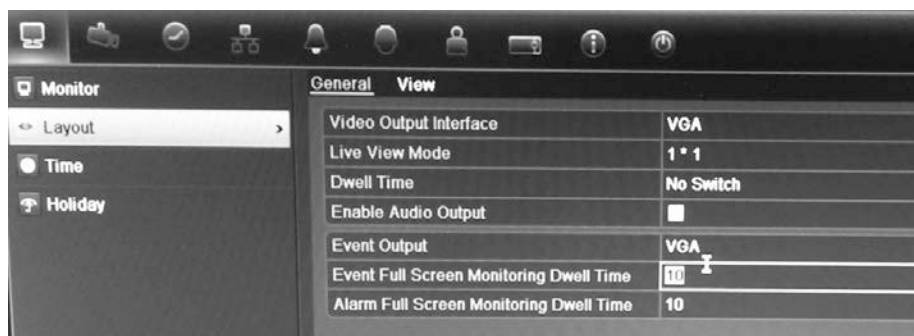 Monitor
Layout
Time
Holiday
General View
Video Output Interface VGA
Live View Mode 1 * 1
Dwell Time No Switch
Enable Audio Output
Event Output VGA
Event Full Screen Monitoring Dwell Time 10
Alarm Full Screen Monitoring Dwell Time 10